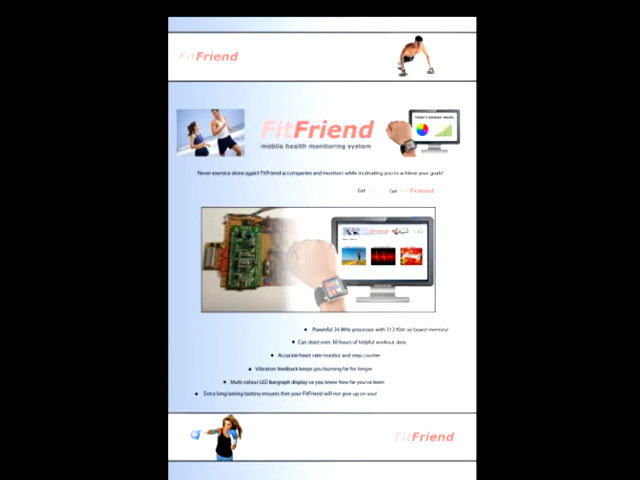 FitFriend
FitFriend
mobile health monitoring system
Never exercise alone again! FitFriend accompanies and monitors while motivating you to achieve your goals!
Get Get FitFriend
Powerful 24 MHz processor with 512 Kbit on board memory!
Can store over 30 hours of helpful workout data
Accurate heart rate monitor and step counter
Vibration feedback keeps you burning fat for longer
Multi colour LED bargraph display so you know how far you've been
Extra long lasting battery ensures that your FitFriend will not give up on you!
FitFriend